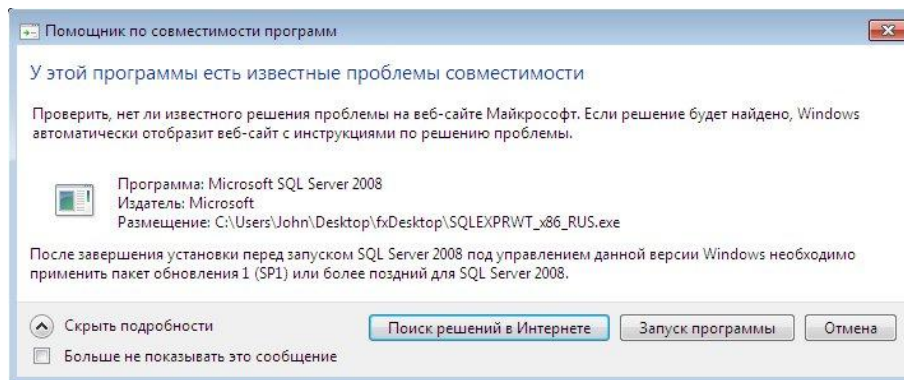 Помощник по совместимости программ
У этой программы есть известные проблемы совместимости
Проверить, нет ли известного решения проблемы на веб-сайте Майкрософт. Если решение будет найдено, Windows
автоматически отобразит веб-сайт с инструкциями по решению проблемы.
Программа: Microsoft SQL Server 2008
Издатель: Microsoft
Размещение: C:\Users\John\Desktop\fxDesktop\SQLEXPRWT_x86_RUS.exe
После завершения установки перед запуском SQL Server 2008 под управлением данной версии Windows необходимо
применить пакет обновления 1 (SP1) или более поздний для SQL Server 2008.
Скрыть подробности
Поиск решений в Интернете
Запуск программы
Отмена
Больше не показывать это сообщение